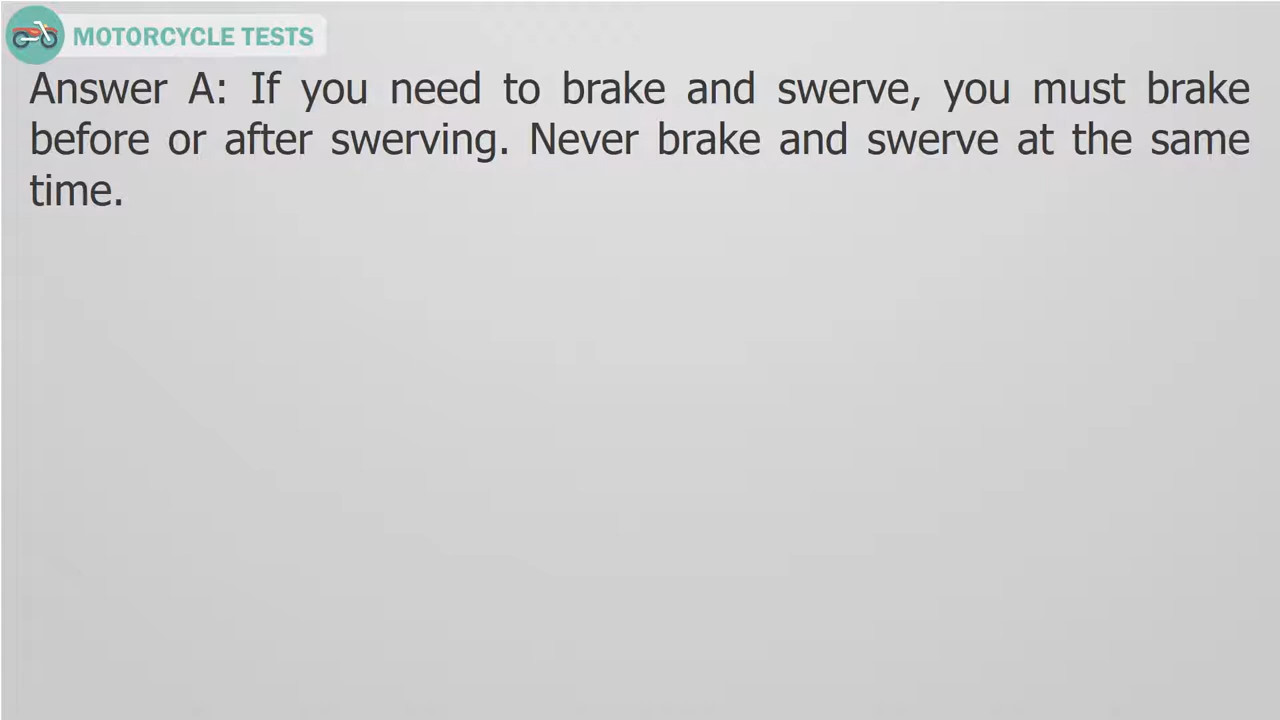 MOTORCYCLE TESTS
Answer A: If you need to brake and swerve, you must brake
before or after swerving. Never brake and swerve at the same
time.